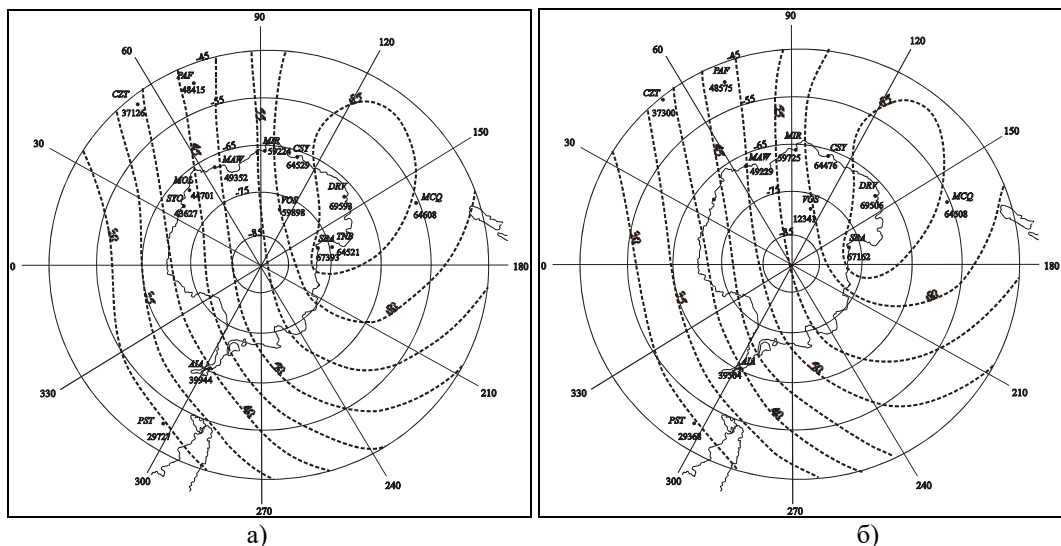 90
60
120
30
150
0
180
330
210
300
240
270
-45
-55
-65
-75
-85
PAF
48415
CZT
37126
MIR
59224
CSY
64529
MAW
49352
MOL
44701
STO
43627
VOS
59898
DRV
69598
MCQ
64608
SBA
67393
TNB
64521
AIA
39944
PST
29727
а)
90
60
120
30
150
0
180
330
210
300
240
270
-45
-55
-65
-75
-85
PAF
48575
CZT
37300
MIR
59725
CSY
64476
MAW
49229
VOS
12341
DRV
69506
MCQ
64608
SBA
67162
AIA
39504
PST
29368
б)